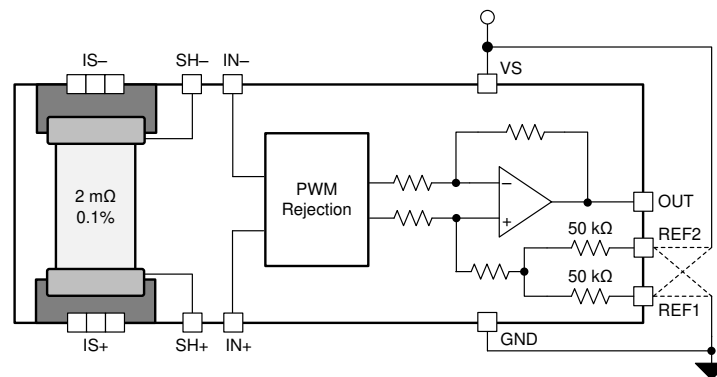 IS–
SH–
IN–
VS
2 mΩ
0.1%
PWM
Rejection
–
+
OUT
50 kΩ
REF2
50 kΩ
REF1
GND
IS+
SH+
IN+